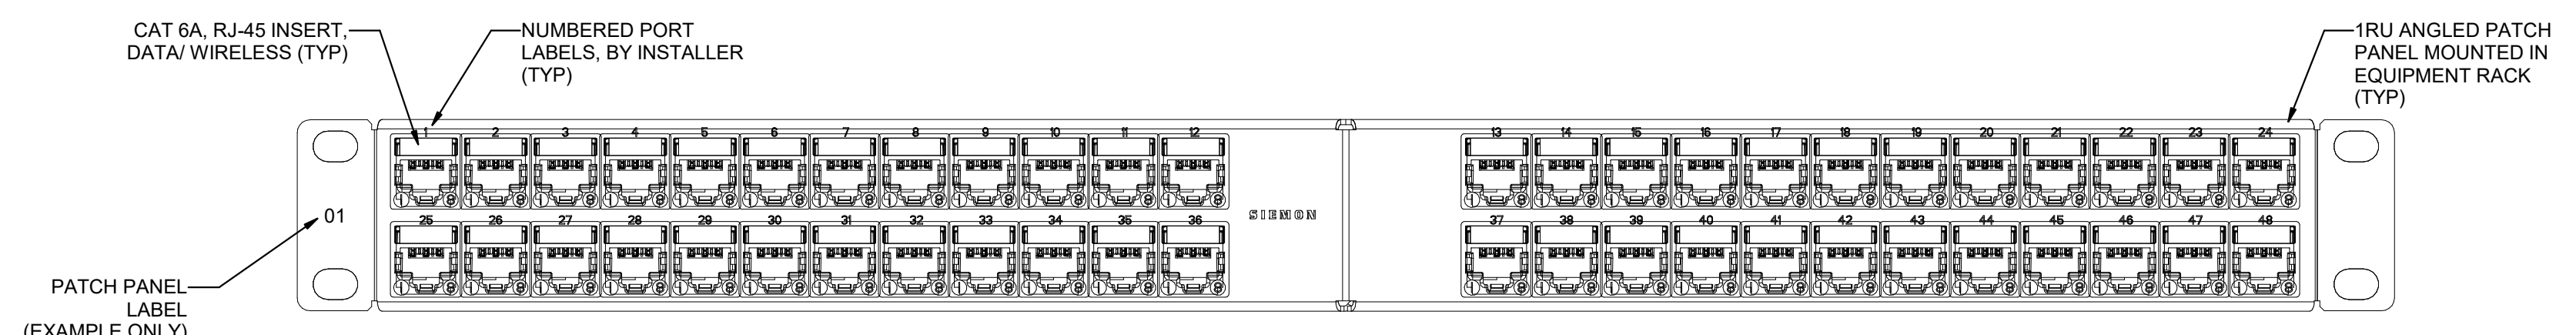 CAT 6A, RJ-45 INSERT,
DATA/ WIRELESS (TYP)
NUMBERED PORT
LABELS, BY INSTALLER
(TYP)
1RU ANGLED PATCH
PANEL MOUNTED IN
EQUIPMENT RACK
(TYP)
1 2 3 4 5 6 7 8 9 10 11 12 13 14 15 16 17 18 19 20 21 22 23 24
01
SIEMON
25 26 27 28 29 30 31 32 33 34 35 36 37 38 39 40 41 42 43 44 45 46 47 48
PATCH PANEL
LABEL
(EXAMPLE ONLY)